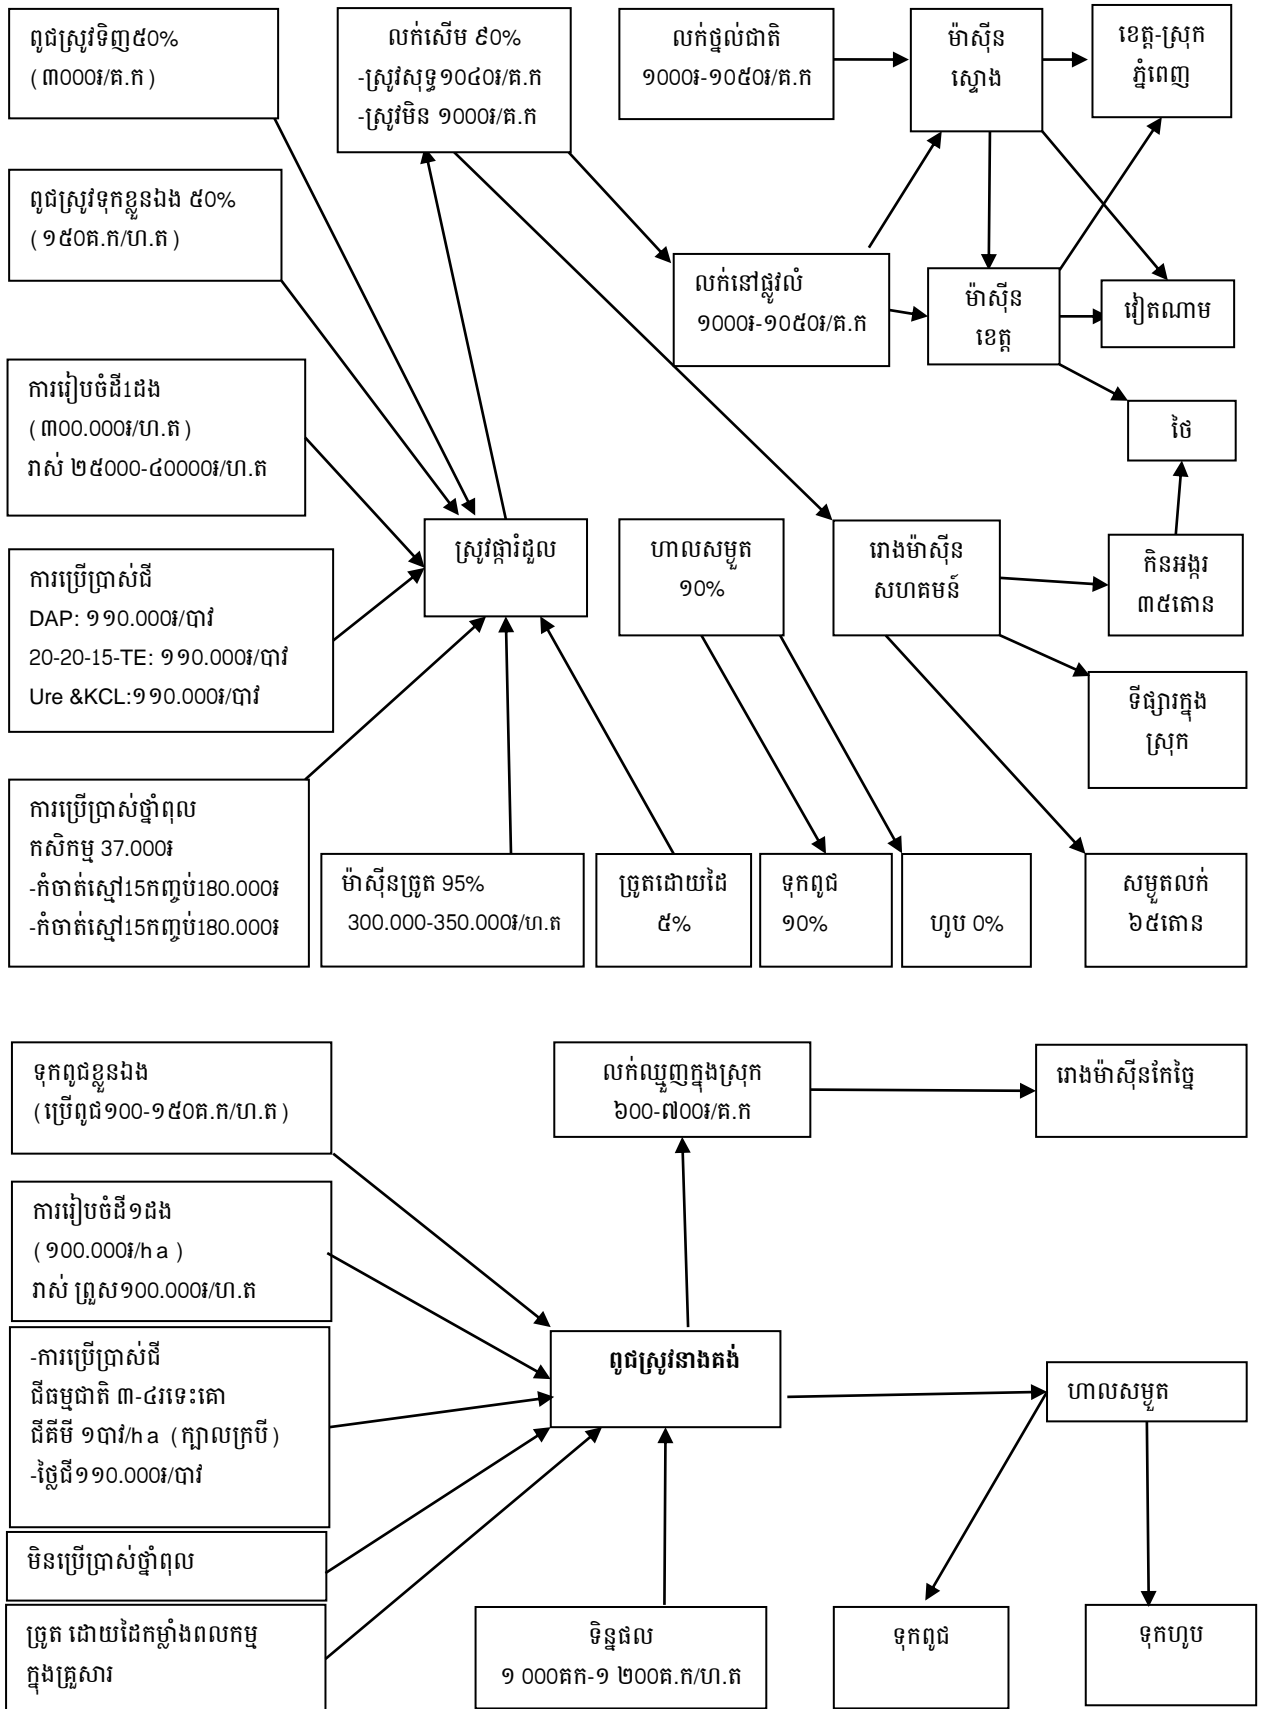 ពូជស្រូវទិញ៥0%
(៣000៛/គ.ក)
លក់សើម ៩0%
-ស្រូវសុទ្ធ១០៤0៛/គ.ក
-ស្រូវមិន ១000៛/គ.ក
លក់ថ្នល់ជាតិ
១000៛-១0៥0៛/គ.ក
ម៉ាស៊ីន
ស្ទោង
ខេត្ត-ស្រុក
ភ្នំពេញ
ពូជស្រូវទុកខ្លួនឯង ៥0%
(១៥0គ.ក/ហ.ត)
លក់នៅផ្លូវលំ
១000៛-១0៥0៛/គ.ក
ម៉ាស៊ីន
ខេត្ត
វៀតណាម
ថៃ
ការរៀបចំដី1ដង
(៣00.000៛/ហ.ត)
រាស់ ២៥000-៤0000៛/ហ.ត
ស្រូវផ្ការំដួល
ហាលសម្ងួត
១0%
រោងម៉ាស៊ីន
សហគមន៍
កិនអង្ករ
៣៥តោន
ការប្រើប្រាស់ជី
DAP: ១១0.000៛/បាវ
20-20-15-TE: ១១0.000៛/បាវ
Ure &KCL:១១0.000៛/បាវ
ទីផ្សារក្នុង
ស្រុក
ការប្រើប្រាស់ថ្នាំពុល
កសិកម្ម 37.000៛
-កំចាត់ស្មៅ15កញ្ចប់180.000៛
-កំចាត់ស្មៅ15កញ្ចប់180.000៛
ម៉ាស៊ីនច្រូត 95%
300.000-350.000៛/ហ.ត
ច្រូតដោយដៃ
៥%
ទុកពូជ
១0%
ហូប 0%
សម្ងួតលក់
៦៥តោន
ទុកពូជខ្លួនឯង
(ប្រើពូជ១00-១៥0គ.ក/ហ.ត)
លក់ឈ្មួញក្នុងស្រុក
៦00-៧00៛/គ.ក
រោងម៉ាស៊ីនកែច្នៃ
ការរៀបចំដី១ដង
(១00.000៛/ha)
រាស់ ព្រួស១00.000៛/ហ.ត
-ការប្រើប្រាស់ជី
ជីធម្មជាតិ ៣-៤រទេះគោ
ជីគីមី ១បាវ/ha (ក្បាលក្របី)
-ថ្លៃជី១១0.000៛/បាវ
ពូជស្រូវនាងគង់
ហាលសម្ងួត
មិនប្រើប្រាស់ថ្នាំពុល
ច្រូត ដោយដៃកម្លាំងពលកម្ម
ក្នុងគ្រួសារ
ទិន្នផល
១ 000គក-១ ២00គ.ក/ហ.ត
ទុកពូជ
ទុកហូប